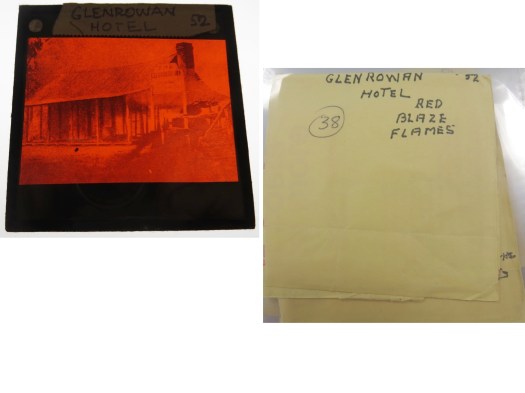 GLENROWAN
HOTEL 52
GLENROWAN '52
HOTEL
RED
BLAZE
FLAMES
38